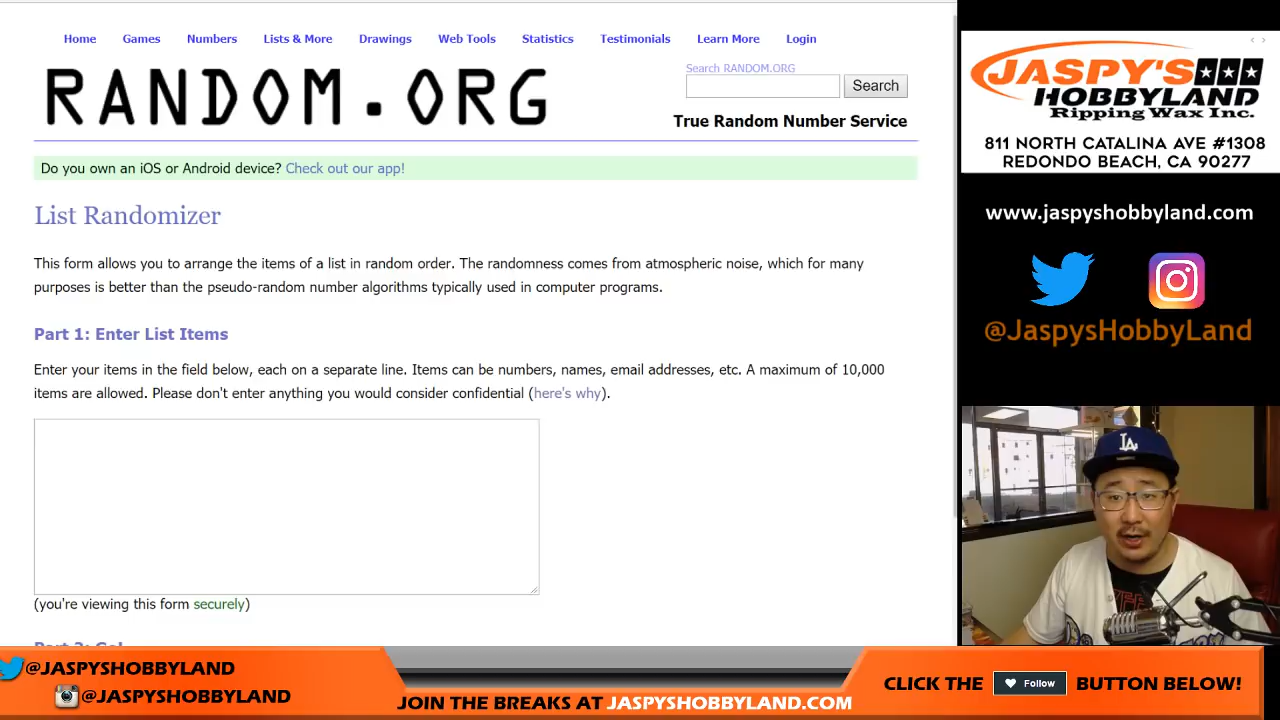 Home Games Numbers Lists & More Drawings Web Tools Statistics Testimonials Learn More Login
RANDOM.ORG
Search RANDOM.ORG
Search
True Random Number Service
Do you own an iOS or Android device? Check out our app!
List Randomizer
This form allows you to arrange the items of a list in random order. The randomness comes from atmospheric noise, which for many
purposes is better than the pseudo-random number algorithms typically used in computer programs.
Part 1: Enter List Items
Enter your items in the field below, each on a separate line. Items can be numbers, names, email addresses, etc. A maximum of 10,000
items are allowed. Please don't enter anything you would consider confidential (here's why).
(you're viewing this form securely)
JASPY'S
HOBBYLAND
Ripping Wax Inc.
811 NORTH CATALINA AVE #1308
REDONDO BEACH, CA 90277
www.jaspyshobbyland.com
@JaspysHobbyLand
LA
@JASPYSHOBBYLAND
@JASPYSHOBBYLAND
JOIN THE BREAKS AT JASPYSHOBBYLAND.COM
CLICK THE Follow BUTTON BELOW!